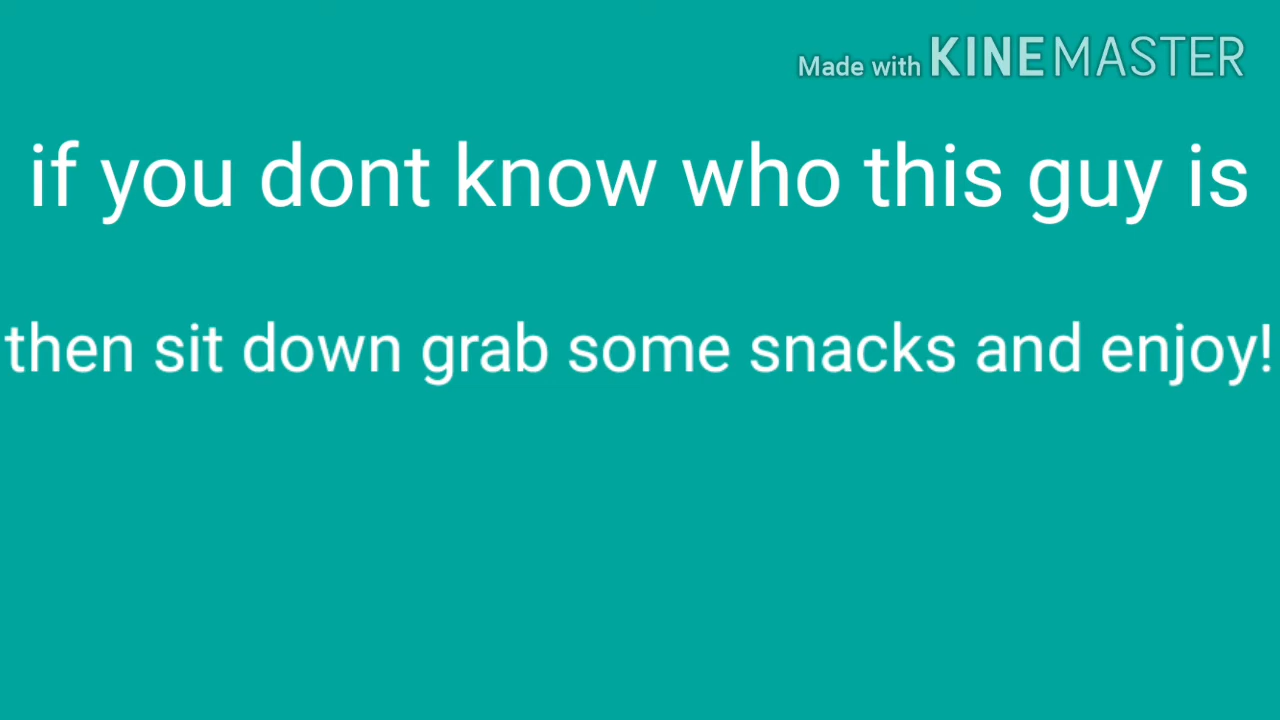 Made with KINEMASTER
if you dont know who this guy is
then sit down grab some snacks and enjoy!